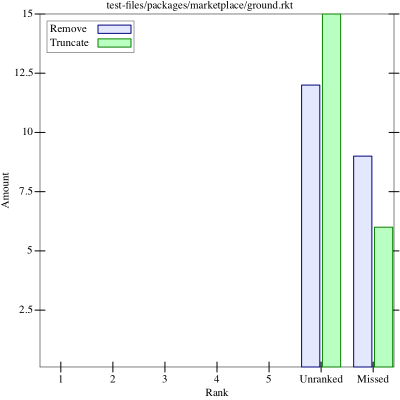 test-files/packages/marketplace/ground.rkt
Remove
Truncate
15
12.5
10
7.5
5
2.5
Amount
1 2 3 4 5 Unranked Missed
Rank